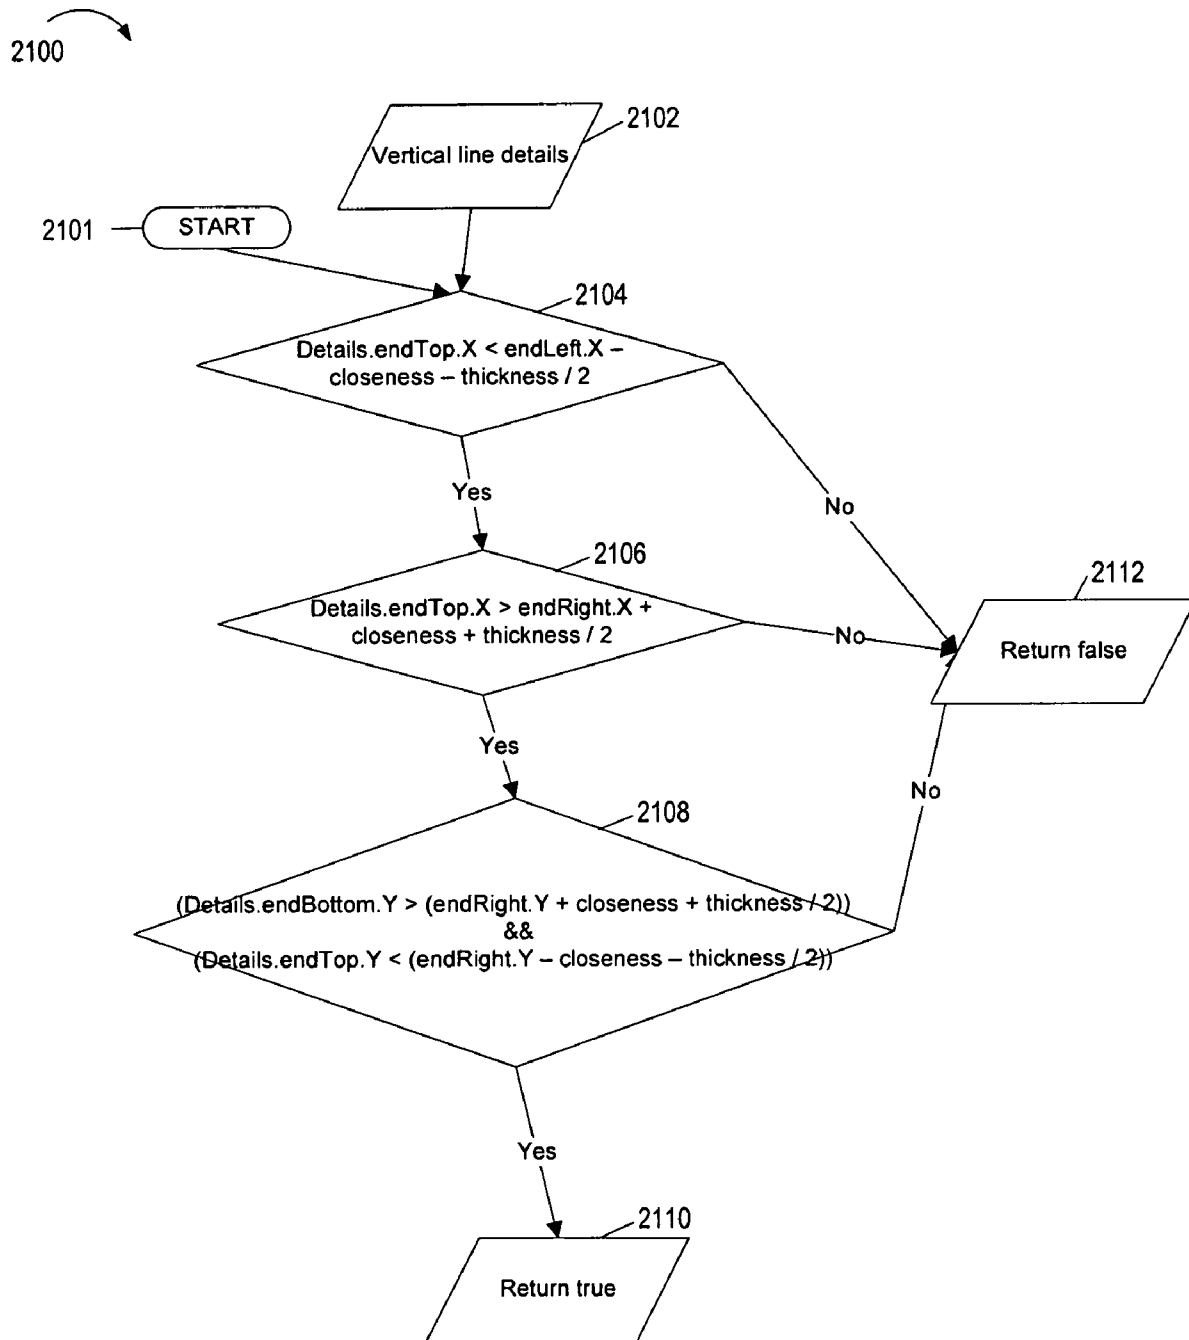 2100
2102
Vertical line details
2101
START
2104
Details.endTop.X < endLeft.X –
closeness – thickness / 2
Yes
No
2106
Details.endTop.X > endRight.X +
closeness + thickness / 2
No
2112
Return false
Yes
No
2108
(Details.endBottom.Y > (endRight.Y + closeness + thickness / 2))
&&
(Details.endTop.Y < (endRight.Y – closeness – thickness / 2))
Yes
2110
Return true